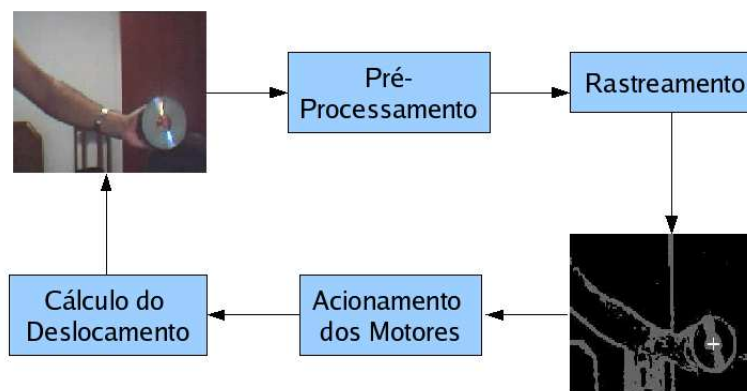 Pré-
Processamento
Rastreamento
Cálculo do
Deslocamento
Acionamento
dos Motores